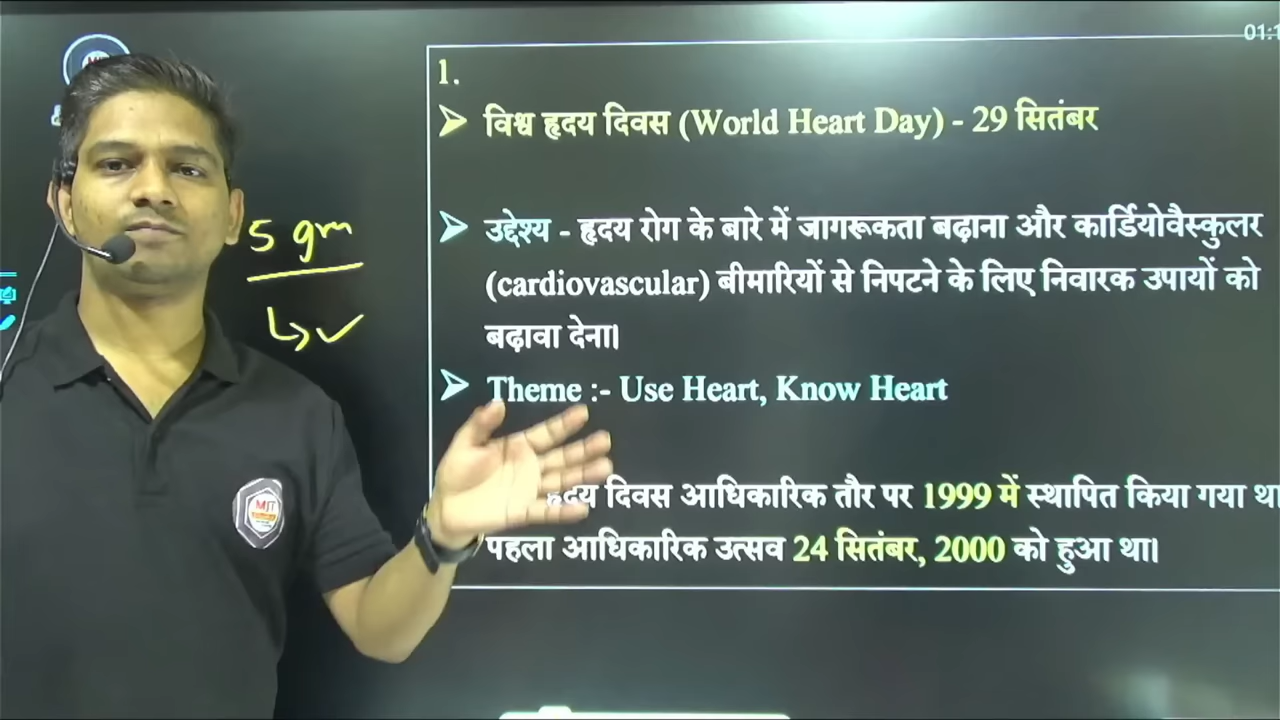 01:1
1.
➤ विश्व हृदय दिवस (World Heart Day) - 29 सितंबर
5 gm
➤ उद्देश्य - हृदय रोग के बारे में जागरूकता बढ़ाना और कार्डियोवैस्कुलर
(cardiovascular) बीमारियों से निपटने के लिए निवारक उपायों को
बढ़ावा देना।
➤ Theme :- Use Heart, Know Heart
हृदय दिवस आधिकारिक तौर पर 1999 में स्थापित किया गया था
पहला आधिकारिक उत्सव 24 सितंबर, 2000 को हुआ था।
MJT